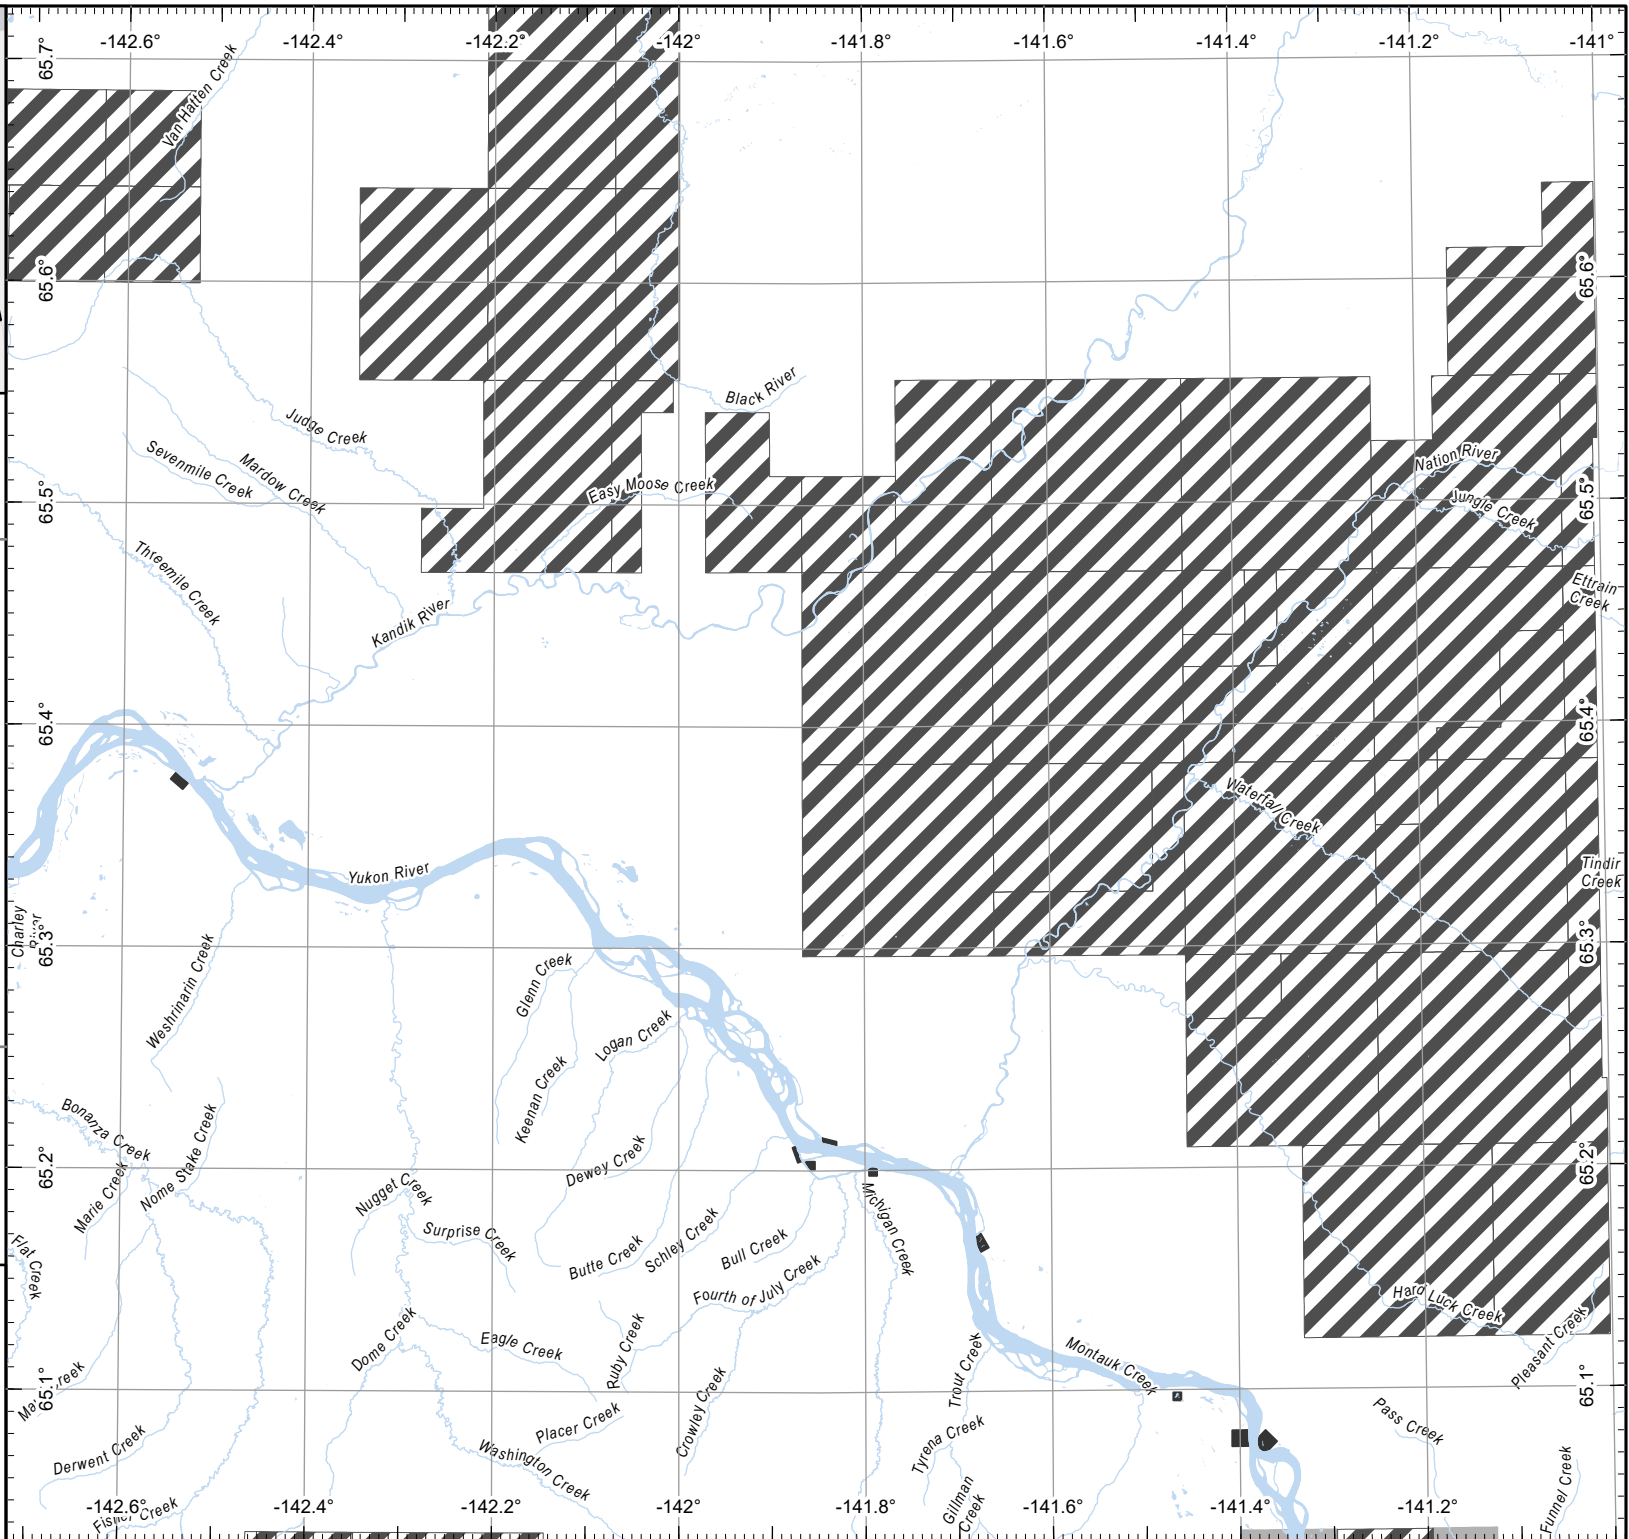 -142.6°
-142.4°
-142.2°
-142°
-141.8°
-141.6°
-141.4°
-141.2°
-141°
65.7°
Van Hatten Creek
65.6°
65.6°
Black River
Judge Creek
Mardow Creek
Sevenmile Creek
Easy Moose Creek
Nation River
65.5°
65.5°
Jungle Creek
Threemile Creek
Kandik River
Ettrain
Creek
65.4°
65.4°
Waterfall Creek
Yukon River
Tindir
Creek
Charley
65.3°
65.3°
Weshrinarin Creek
Glenn Creek
Logan Creek
Keenan Creek
Bonanza Creek
Nome Stake Creek
Marie Creek
65.2°
65.2°
Dewey Creek
Nugget Creek
Surprise Creek
Michigan Creek
Butte Creek
Schley Creek
Bull Creek
Fourth of July Creek
Flat Creek
Hard Luck Creek
Pleasant Creek
Dome Creek
Eagle Creek
Ruby Creek
Trout Creek
Montauk Creek
65.1°
65.1°
Crowley Creek
Placer Creek
Pass Creek
Derwent Creek
Washington Creek
Tyrena Creek
Gillman
Creek
Funnel Creek
-142.6°
-142.4°
-142.2°
-142°
-141.8°
-141.6°
-141.4°
-141.2°
Creek